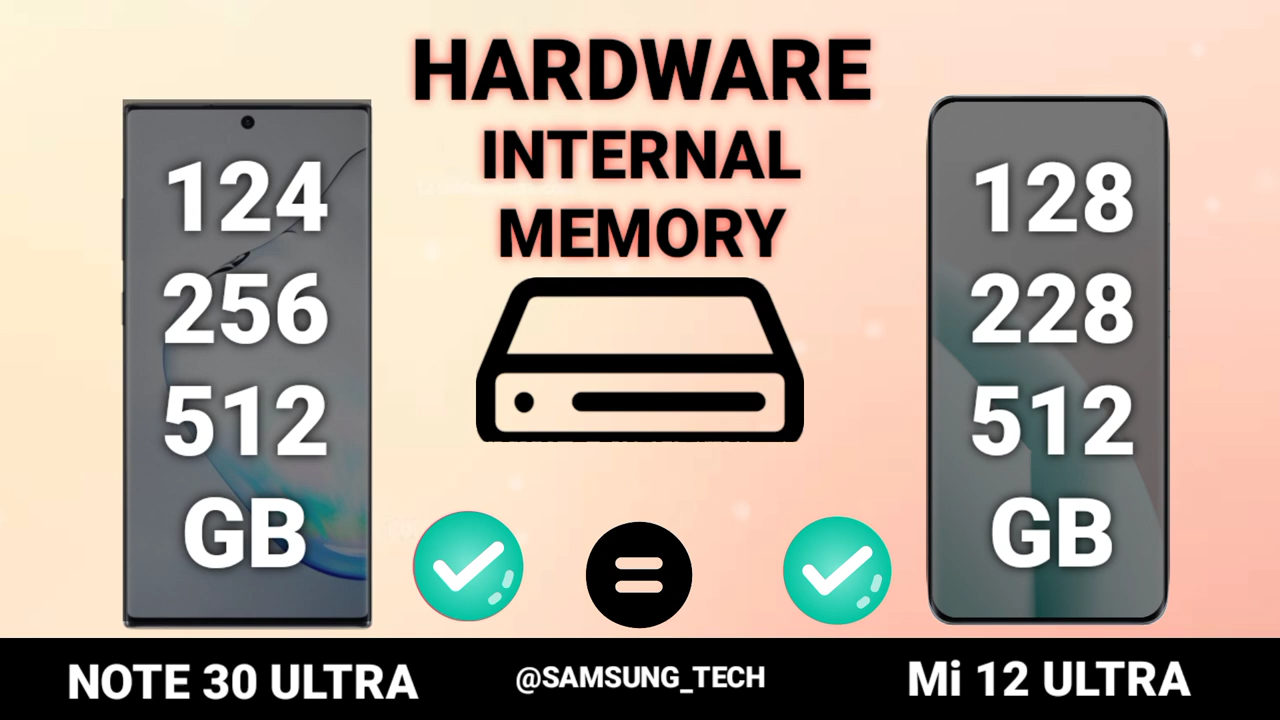 HARDWARE
INTERNAL
MEMORY
124
256
512
GB
128
228
512
GB
NOTE 30 ULTRA
@SAMSUNG_TECH
Mi 12 ULTRA